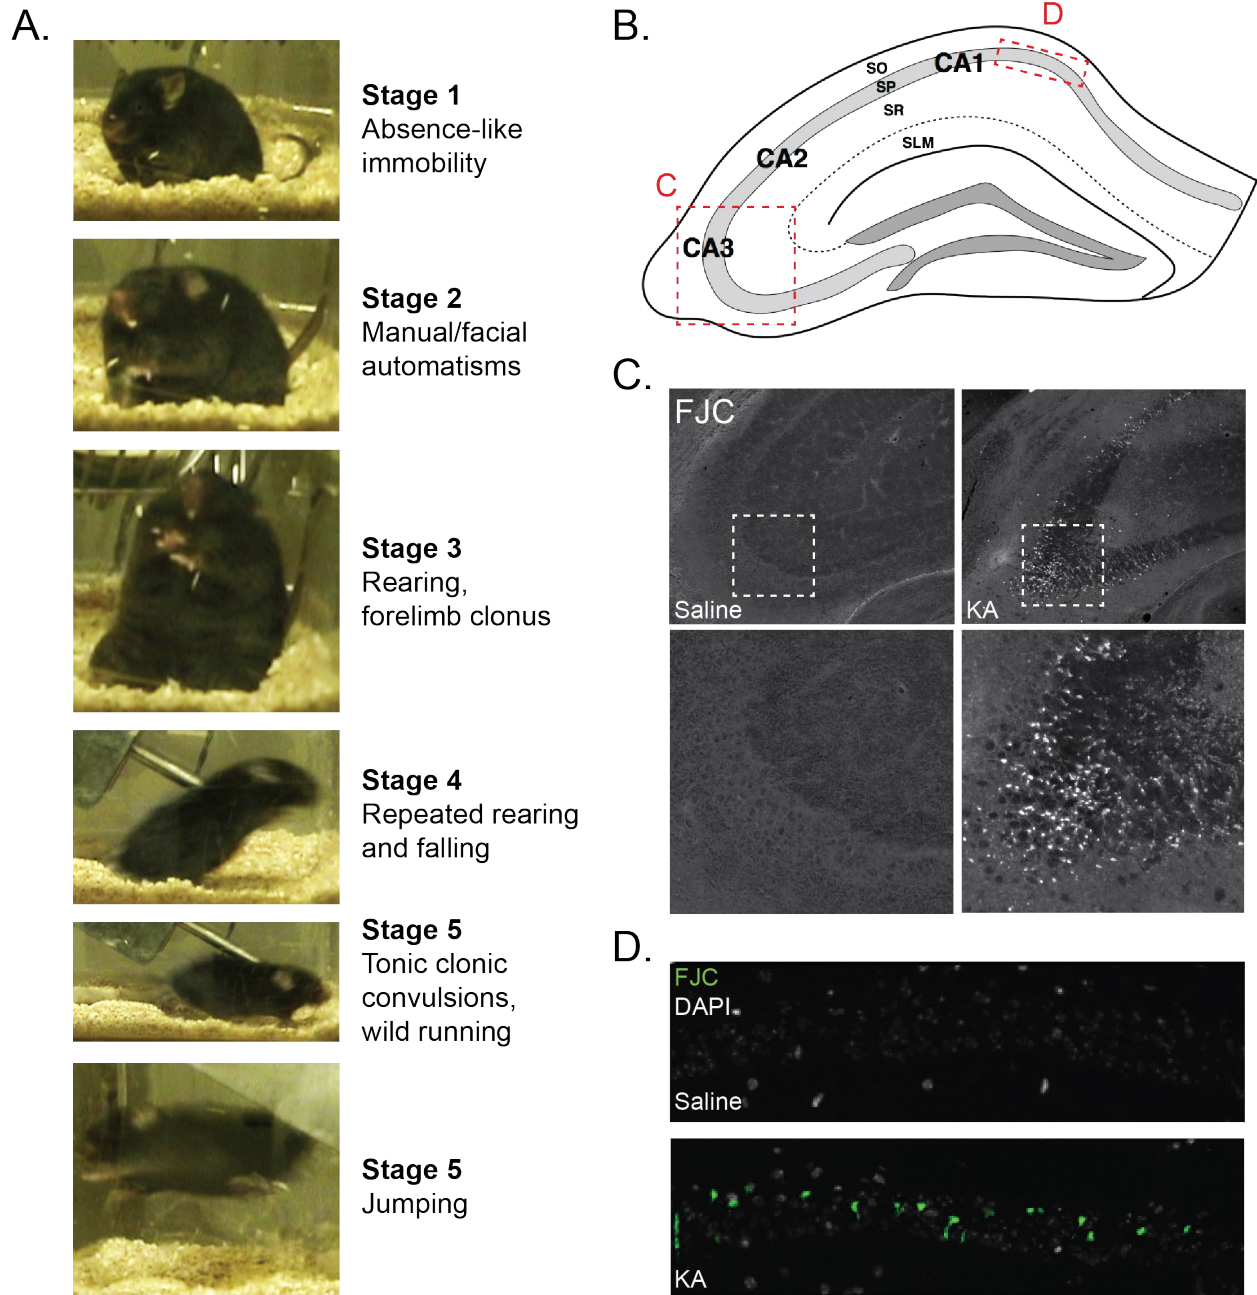 A.
Stage 1
Absence-like
immobility
Stage 2
Manual/facial
automatisms
Stage 3
Rearing,
forelimb clonus
Stage 4
Repeated rearing
and falling
Stage 5
Tonic clonic
convulsions,
wild running
Stage 5
Jumping
B.
D
SO
CA1
SP
SR
SLM
CA2
C
CA3
C.
FJC
Saline
KA
D.
FJC
DAPI
Saline
KA